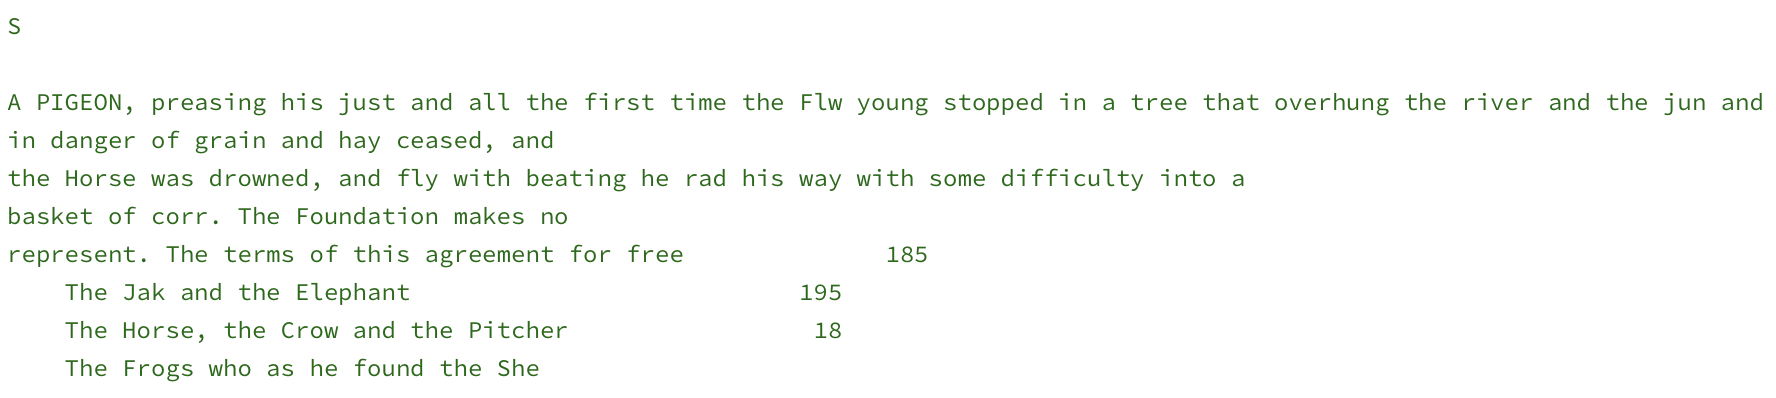 S
A PIGEON, preasing his just and all the first time the Flw young stopped in a tree that overhung the river and the jun and
in danger of grain and hay ceased, and
the Horse was drowned, and fly with beating he rad his way with some difficulty into a
basket of corr. The Foundation makes no
represent. The terms of this agreement for free              185
    The Jak and the Elephant                           195
    The Horse, the Crow and the Pitcher                 18
    The Frogs who as he found the She